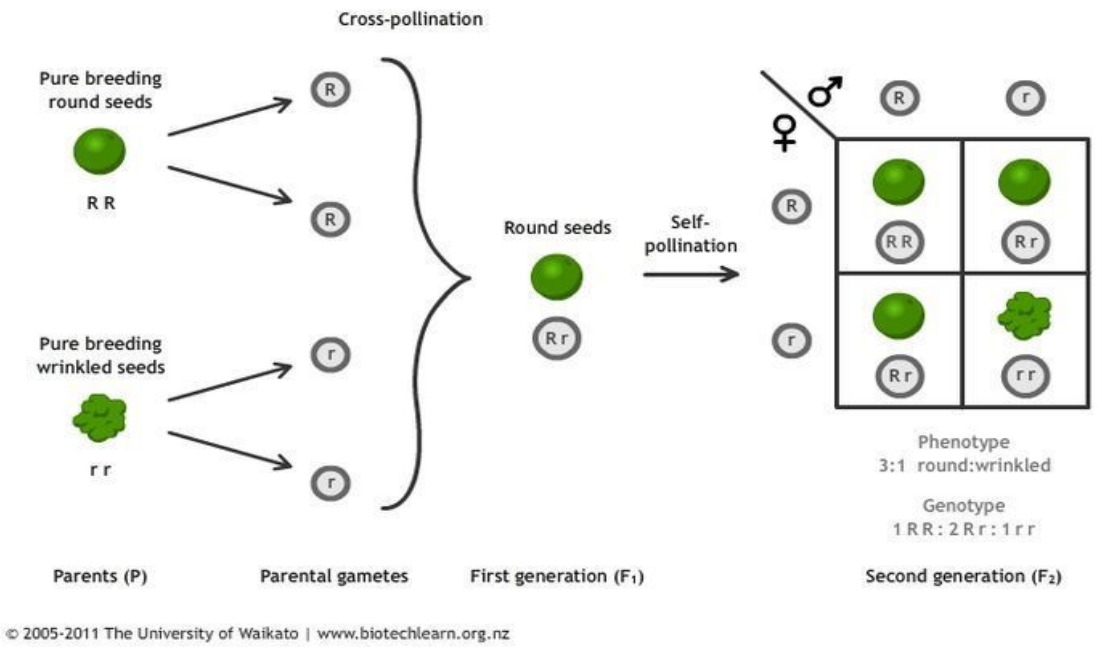 Cross-pollination
Pure breeding
round seeds
R R
R
R
Pure breeding
wrinkled seeds
r r
r
r
Round seeds
R r
Self-
pollination
♂
♀
R
r
R
r
R R
R r
R r
r r
Phenotype
3:1 round:wrinkled
Genotype
1 R R : 2 R r : 1 r r
Parents (P)
Parental gametes
First generation (F₁)
Second generation (F₂)
© 2005-2011 The University of Waikato | www.biotechlearn.org.nz